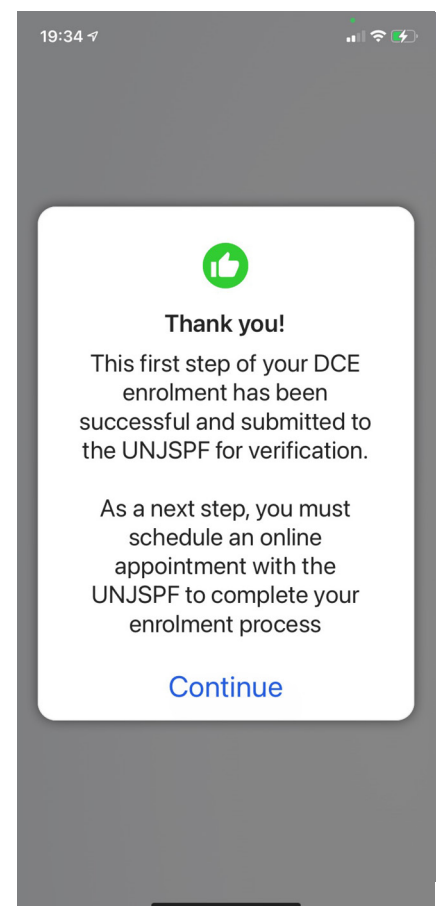 19:34
Thank you!
This first step of your DCE
enrolment has been
successful and submitted to
the UNJSPF for verification.
As a next step, you must
schedule an online
appointment with the
UNJSPF to complete your
enrolment process
Continue